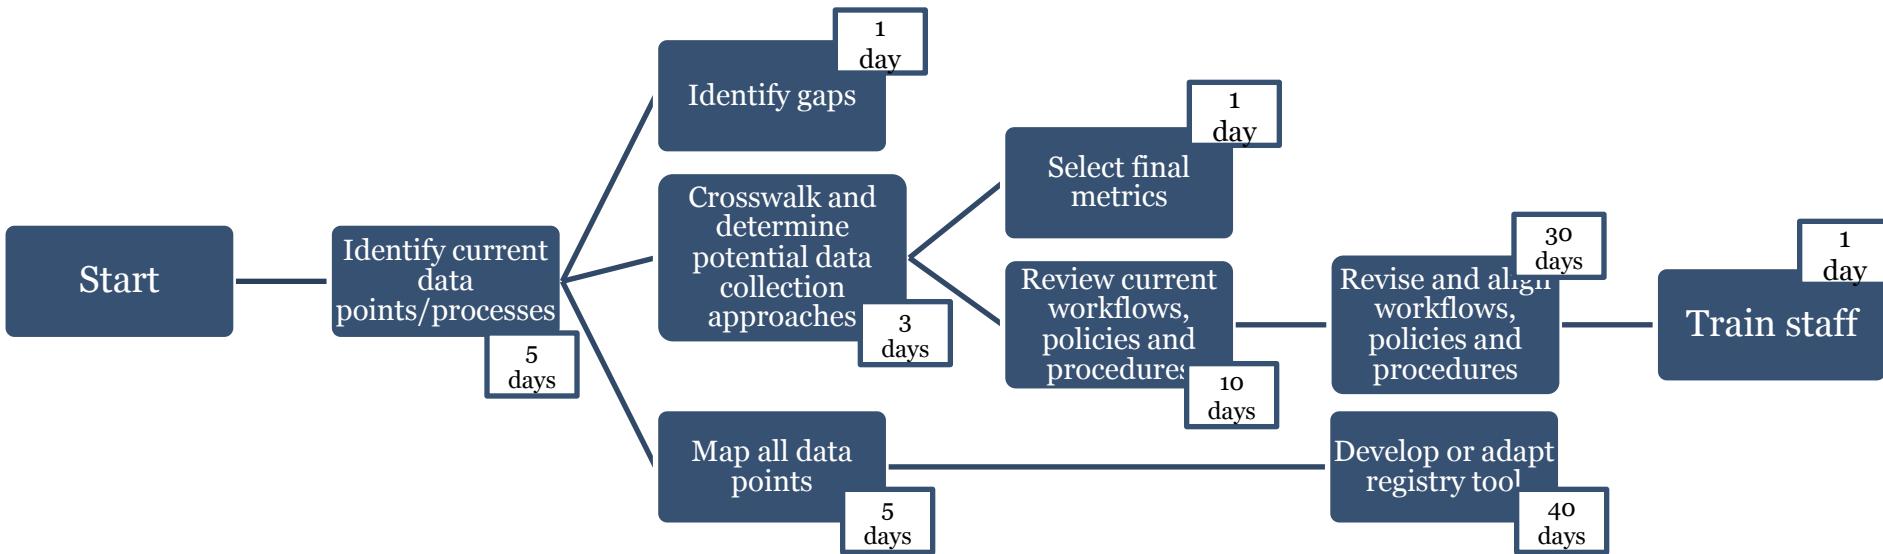 Start
Identify current
data
points/processes
5
days
Identify gaps
1
day
Crosswalk and
determine
potential data
collection
approaches
3
days
Map all data
points
5
days
Select final
metrics
1
day
Review current
workflows,
policies and
procedures
10
days
Revise and align
workflows,
policies and
procedures
30
days
Develop or adapt
registry tool
40
days
Train staff
1
day